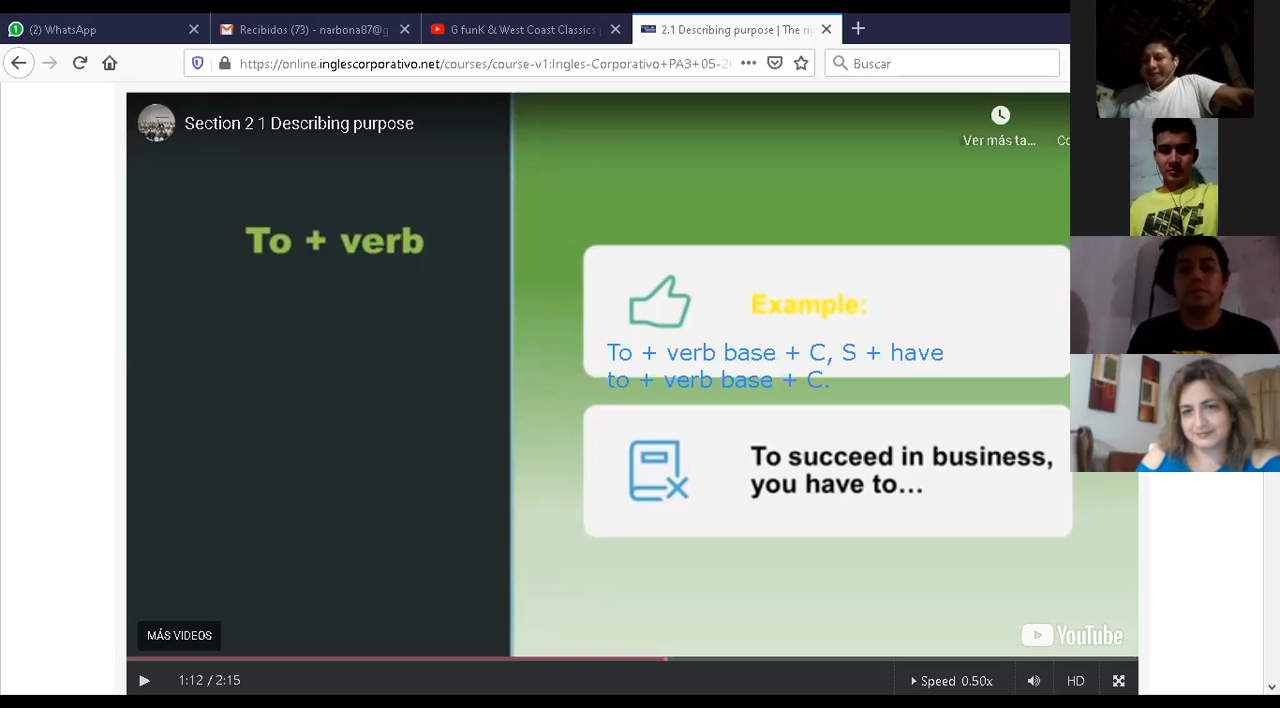 (2) WhatsApp
Recibidos (73) - narbona87@g
G funK & West Coast Classics
2.1 Describing purpose | The ri
https://online.inglescorporativo.net/courses/course-v1:Ingles-Corporativo+PA3+05-2
Buscar
Section 2 1 Describing purpose
Ver más ta...
Co
To + verb
Example:
To + verb base + C, S + have
to + verb base + C.
To succeed in business,
you have to...
MÁS VIDEOS
YouTube
1:12 / 2:15
Speed 0.50x
HD